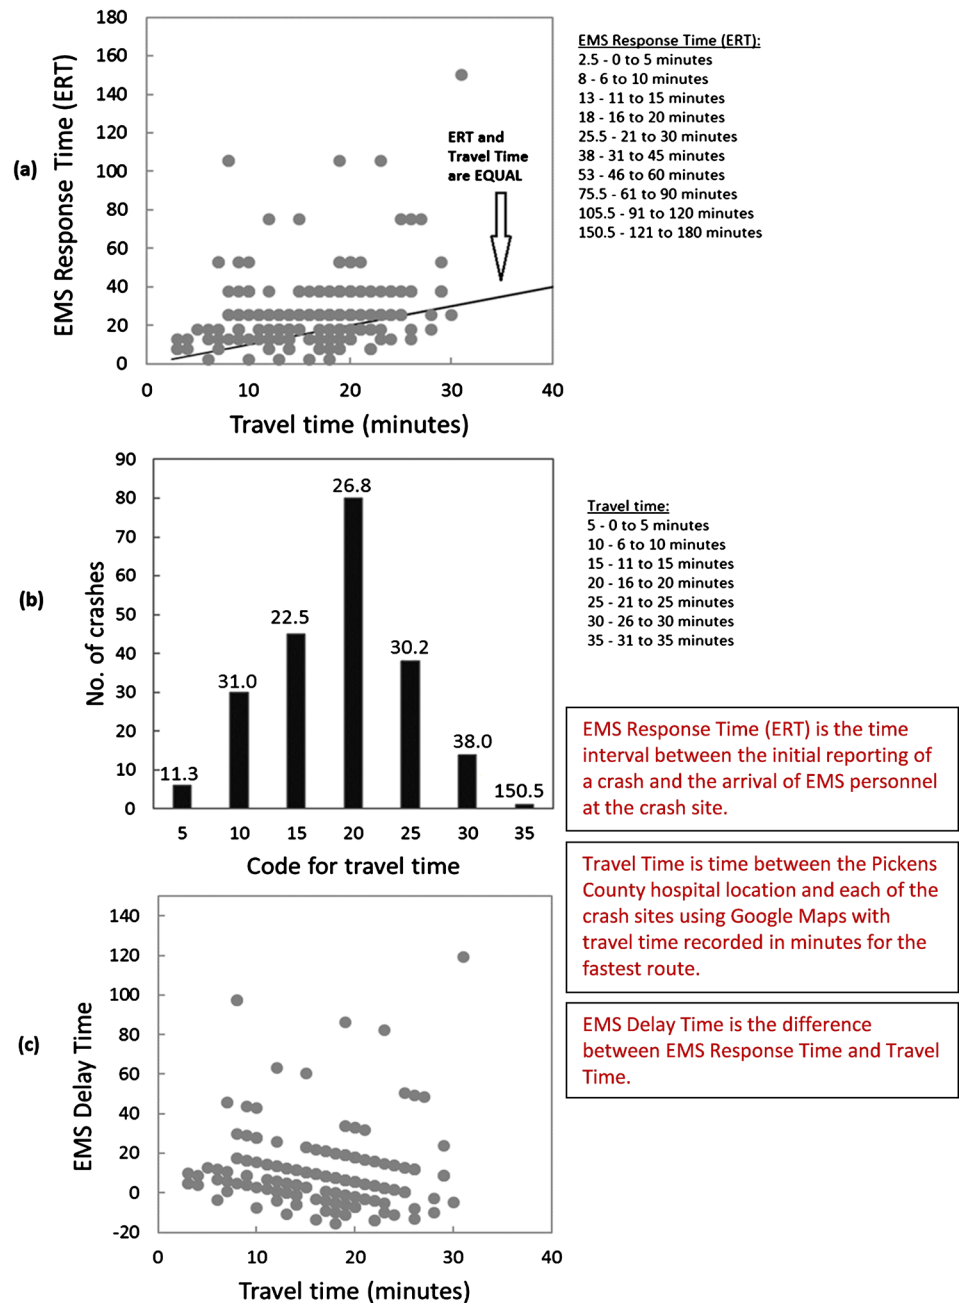 (a)
EMS Response Time (ERT)
180
160
140
120
100
80
60
40
20
0
ERT and
Travel Time
are EQUAL
0 10 20 30 40
Travel time (minutes)
EMS Response Time (ERT):
2.5 - 0 to 5 minutes
8 - 6 to 10 minutes
13 - 11 to 15 minutes
18 - 16 to 20 minutes
25.5 - 21 to 30 minutes
38 - 31 to 45 minutes
53 - 46 to 60 minutes
75.5 - 61 to 90 minutes
105.5 - 91 to 120 minutes
150.5 - 121 to 180 minutes
(b)
No. of crashes
90
80
70
60
50
40
30
20
10
0
11.3
31.0
22.5
26.8
30.2
38.0
150.5
5 10 15 20 25 30 35
Code for travel time
Travel time:
5 - 0 to 5 minutes
10 - 6 to 10 minutes
15 - 11 to 15 minutes
20 - 16 to 20 minutes
25 - 21 to 25 minutes
30 - 26 to 30 minutes
35 - 31 to 35 minutes
EMS Response Time (ERT) is the time
interval between the initial reporting of
a crash and the arrival of EMS personnel
at the crash site.
Travel Time is time between the Pickens
County hospital location and each of the
crash sites using Google Maps with
travel time recorded in minutes for the
fastest route.
EMS Delay Time is the difference
between EMS Response Time and Travel
Time.
(c)
EMS Delay Time
140
120
100
80
60
40
20
0
-20
0 10 20 30 40
Travel time (minutes)